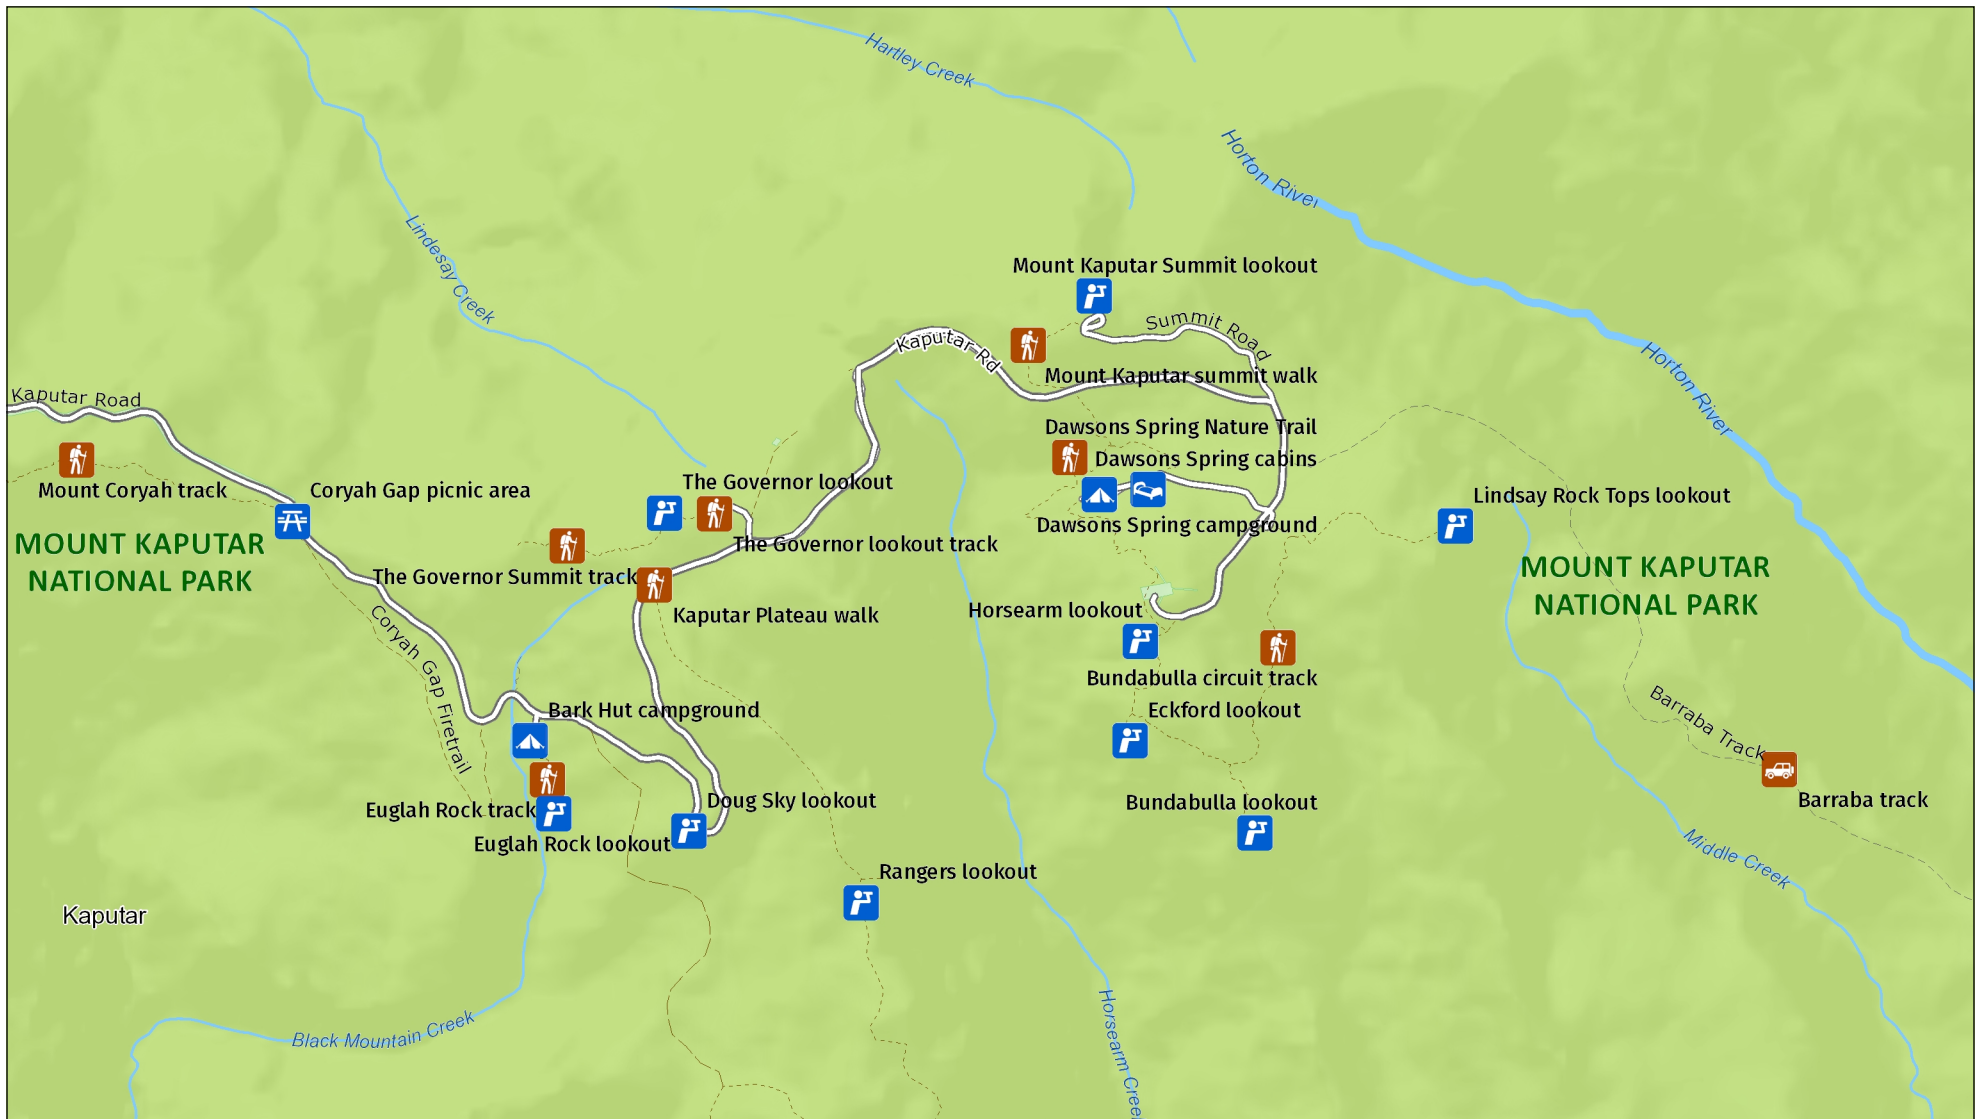 Hartley Creek
Horton River
Lindesay Creek
Mount Kaputar Summit lookout
Summit Road
Kaputar Rd
Horton River
Mount Kaputar summit walk
Kaputar Road
Dawsons Spring Nature Trail
Dawsons Spring cabins
Mount Coryah track
Coryah Gap picnic area
The Governor lookout
Lindsay Rock Tops lookout
Dawsons Spring campground
MOUNT KAPUTAR
NATIONAL PARK
The Governor lookout track
MOUNT KAPUTAR
NATIONAL PARK
The Governor Summit track
Kaputar Plateau walk
Horsearm lookout
Coryah Gap Firetrail
Bundabulla circuit track
Bark Hut campground
Eckford lookout
Barraba Track
Euglah Rock track
Doug Sky lookout
Bundabulla lookout
Barraba track
Euglah Rock lookout
Middle Creek
Rangers lookout
Kaputar
Black Mountain Creek
Horsearm Creek